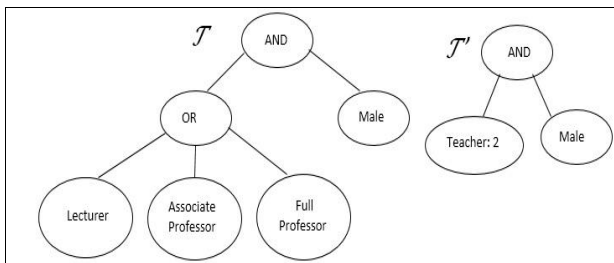 𝒯
AND
OR
Male
Lecturer
Associate
Professor
Full
Professor
𝒯'
AND
Teacher: 2
Male